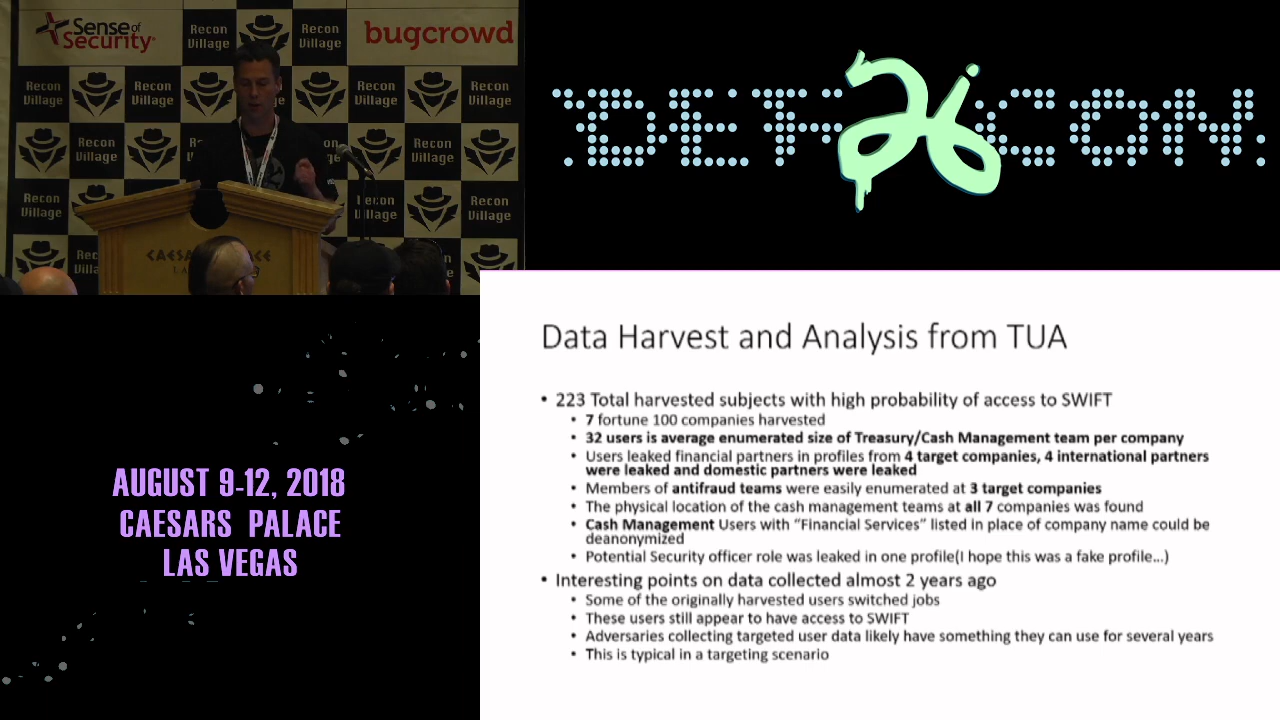 Sense of
Security
Recon
Village
Recon
Village
bugcrowd
Recon
Village
Recon
Village
Recon
Village
Recon
Village
Recon
Village
Recon
Village
Recon
Village
Recon
Village
Recon
Village
CAESARS PALACE
DEF 26 CON
AUGUST 9-12, 2018
CAESARS PALACE
LAS VEGAS
Data Harvest and Analysis from TUA
• 223 Total harvested subjects with high probability of access to SWIFT
• 7 fortune 100 companies harvested
• 32 users is average enumerated size of Treasury/Cash Management team per company
• Users leaked financial partners in profiles from 4 target companies, 4 international partners
were leaked and domestic partners were leaked
• Members of antifraud teams were easily enumerated at 3 target companies
• The physical location of the cash management teams at all 7 companies was found
• Cash Management Users with “Financial Services” listed in place of company name could be
deanonymized
• Potential Security officer role was leaked in one profile(I hope this was a fake profile...)
• Interesting points on data collected almost 2 years ago
• Some of the originally harvested users switched jobs
• These users still appear to have access to SWIFT
• Adversaries collecting targeted user data likely have something they can use for several years
• This is typical in a targeting scenario